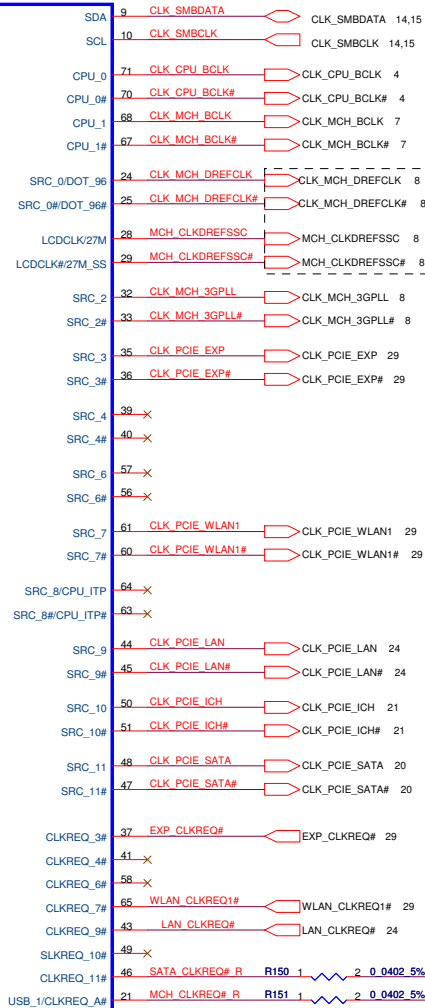 SDA 9 CLK_SMBDATA CLK_SMBDATA 14,15
SCL 10 CLK_SMBCLK CLK_SMBCLK 14,15
CPU_0 71 CLK_CPU_BCLK CLK_CPU_BCLK 4
CPU_0# 70 CLK_CPU_BCLK# CLK_CPU_BCLK# 4
CPU_1 68 CLK_MCH_BCLK CLK_MCH_BCLK 7
CPU_1# 67 CLK_MCH_BCLK# CLK_MCH_BCLK# 7
SRC_0/DOT_96 24 CLK_MCH_DREFCLK CLK_MCH_DREFCLK 8
SRC_0#/DOT_96# 25 CLK_MCH_DREFCLK# CLK_MCH_DREFCLK# 8
LCDCLK/27M 28 MCH_CLKDREFSSC MCH_CLKDREFSSC 8
LCDCLK#/27M_SS 29 MCH_CLKDREFSSC# MCH_CLKDREFSSC# 8
SRC_2 32 CLK_MCH_3GPLL CLK_MCH_3GPLL 8
SRC_2# 33 CLK_MCH_3GPLL# CLK_MCH_3GPLL# 8
SRC_3 35 CLK_PCIE_EXP CLK_PCIE_EXP 29
SRC_3# 36 CLK_PCIE_EXP# CLK_PCIE_EXP# 29
SRC_4 39
SRC_4# 40
SRC_6 57
SRC_6# 56
SRC_7 61 CLK_PCIE_WLAN1 CLK_PCIE_WLAN1 29
SRC_7# 60 CLK_PCIE_WLAN1# CLK_PCIE_WLAN1# 29
SRC_8/CPU_ITP 64
SRC_8#/CPU_ITP# 63
SRC_9 44 CLK_PCIE_LAN CLK_PCIE_LAN 24
SRC_9# 45 CLK_PCIE_LAN# CLK_PCIE_LAN# 24
SRC_10 50 CLK_PCIE_ICH CLK_PCIE_ICH 21
SRC_10# 51 CLK_PCIE_ICH# CLK_PCIE_ICH# 21
SRC_11 48 CLK_PCIE_SATA CLK_PCIE_SATA 20
SRC_11# 47 CLK_PCIE_SATA# CLK_PCIE_SATA# 20
CLKREQ_3# 37 EXP_CLKREQ# EXP_CLKREQ# 29
CLKREQ_4# 41
CLKREQ_6# 58
CLKREQ_7# 65 WLAN_CLKREQ1# WLAN_CLKREQ1# 29
CLKREQ_9# 43 LAN_CLKREQ# LAN_CLKREQ# 24
SLKREQ_10# 49
CLKREQ_11# 46 SATA_CLKREQ#_R R150 1 2 0_0402_5%
USB_1/CLKREQ_A# 21 MCH_CLKREQ#_R R151 1 2 0_0402_5%